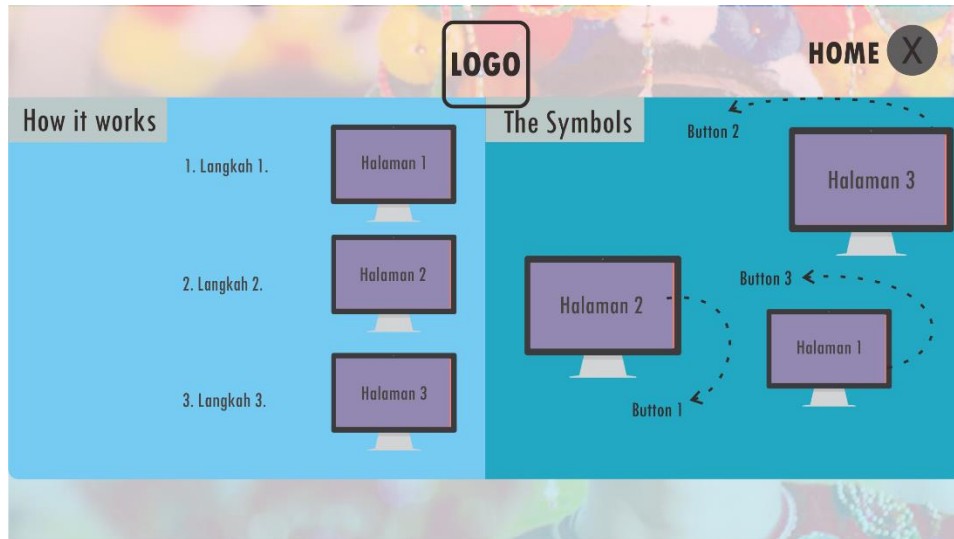 LOGO
HOME X
How it works
1. Langkah 1.
Halaman 1
2. Langkah 2.
Halaman 2
3. Langkah 3.
Halaman 3
The Symbols
Button 2
Halaman 3
Halaman 2
Button 3
Halaman 1
Button 1